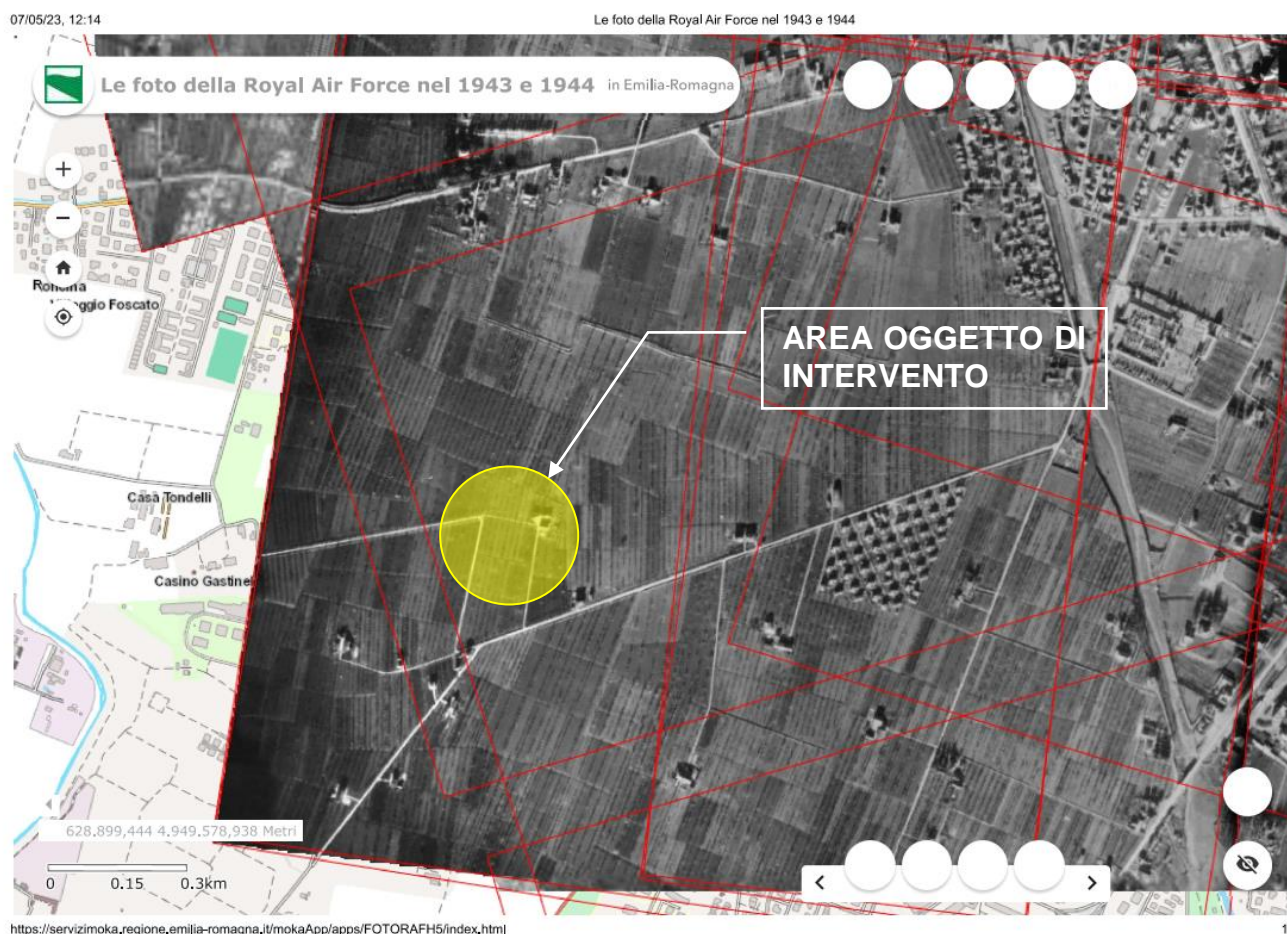 07/05/23, 12:14
Le foto della Royal Air Force nel 1943 e 1944
Le foto della Royal Air Force nel 1943 e 1944 in Emilia-Romagna
+
−
Roncina
Villaggio Foscato
AREA OGGETTO DI
INTERVENTO
Casa Tondelli
Casino Gastinel
628.899,444 4.949.578,938 Metri
0 0.15 0.3km
https://servizimoka.regione.emilia-romagna.it/mokaApp/apps/FOTORAFH5/index.html